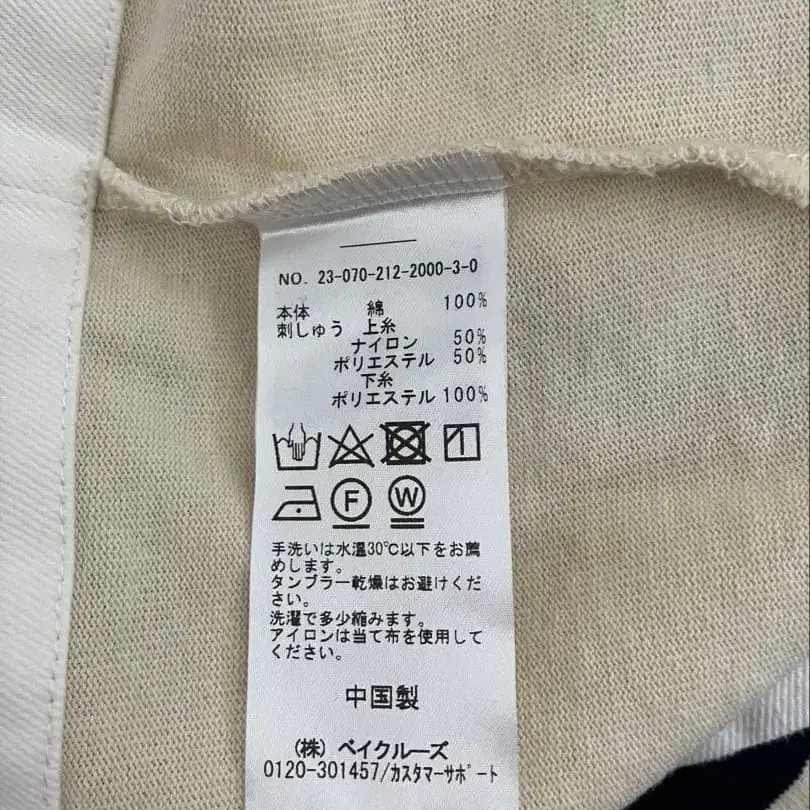 NO. 23-070-212-2000-3-0
本体 綿 100%
刺しゅう 上糸
ナイロン 50%
ポリエステル 50%
下糸
ポリエステル 100%
F W
手洗いは水温30℃以下をお薦
めします。
タンブラー乾燥はお避けくだ
さい。
洗濯で多少縮みます。
アイロンは当て布を使用して
ください。
中国製
(株) ベイクルーズ
0120-301457/カスタマーサポート